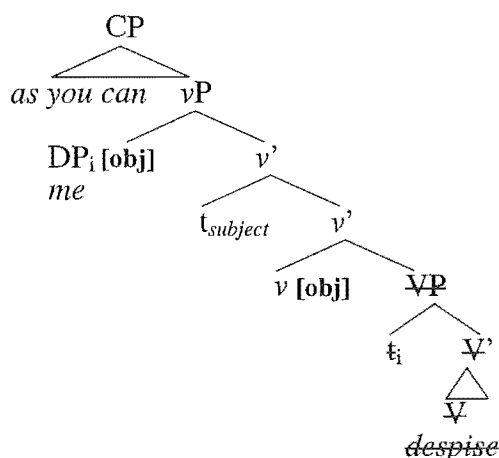 CP
as you can vP
DPi [obj] v'
me
tsubject v'
v [obj] VP
ti V'
V
despise